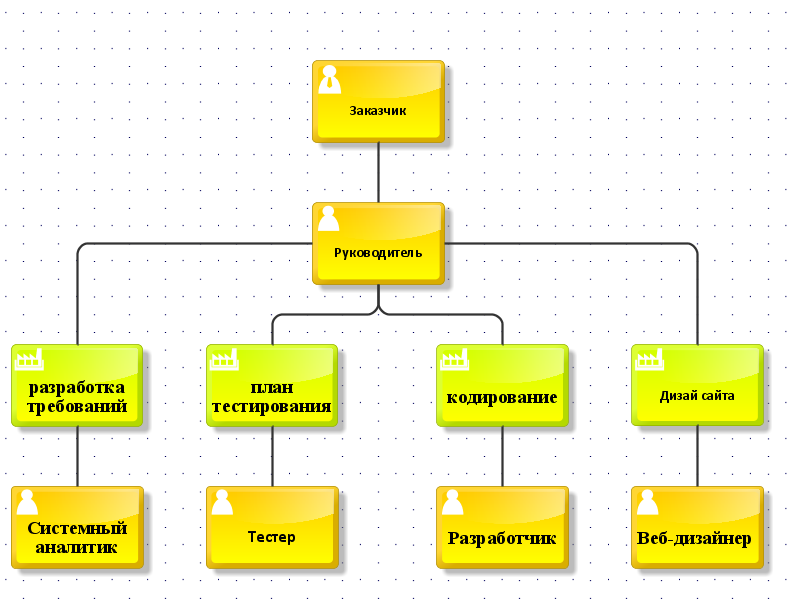 Заказчик
Руководитель
разработка
требований
план
тестирования
кодирование
Дизай сайта
Системный
аналитик
Тестер
Разработчик
Веб-дизайнер